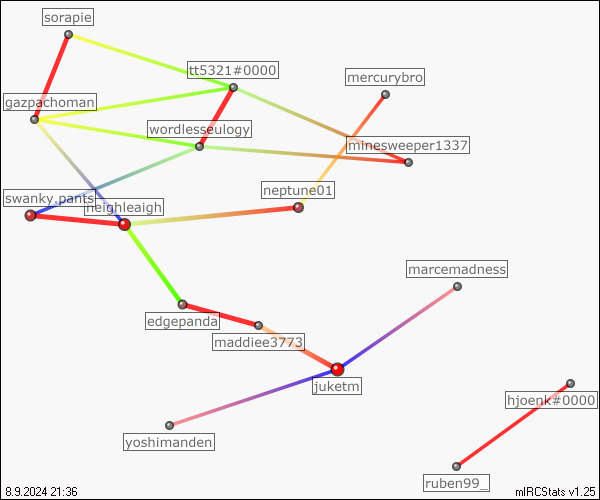 sorapie
tt5321#0000
mercurybro
gazpachoman
wordlesseulogy
minesweeper1337
neptune01
swanky.pants
neighleaigh
marcemadness
edgepanda
maddiee3773
juketm
hjoenk#0000
yoshimanden
ruben99_
8.9.2024 21:36
mIRCStats v1.25